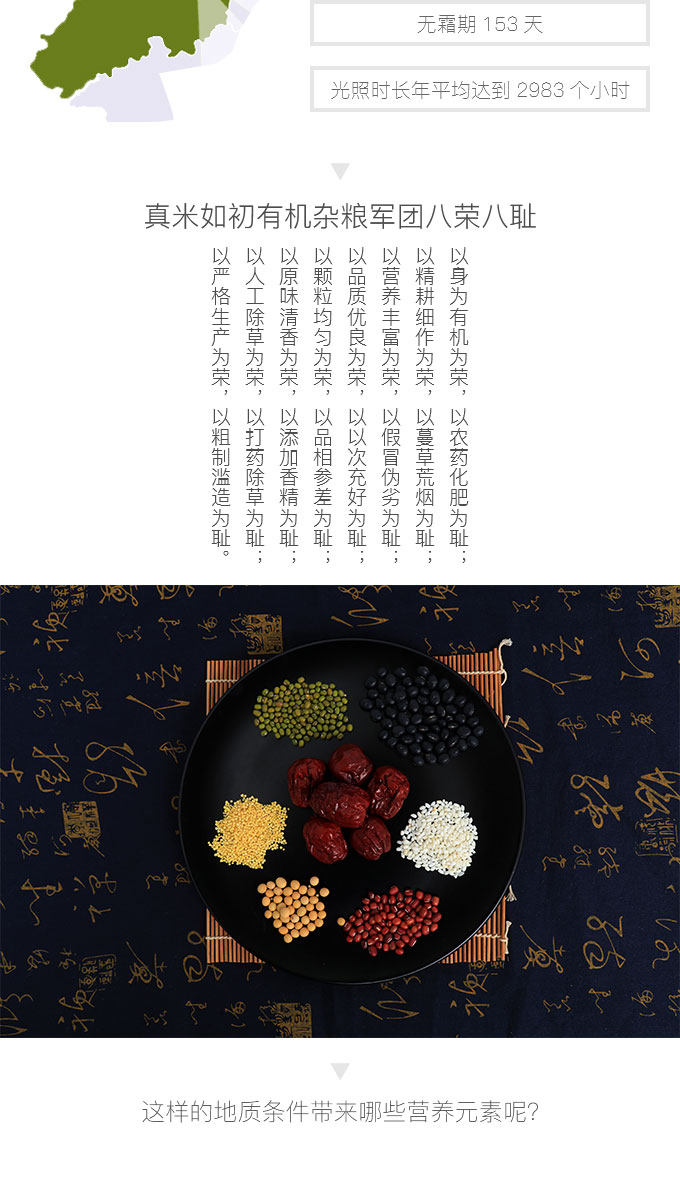 无霜期 153 天
光照时长年平均达到 2983 个小时
真米如初有机杂粮军团八荣八耻
以身为有机为荣，以农药化肥为耻；
以精耕细作为荣，以蔓草荒烟为耻；
以营养丰富为荣，以假冒伪劣为耻；
以品质优良为荣，以以次充好为耻；
以颗粒均匀为荣，以品相参差为耻；
以原味清香为荣，以添加香精为耻；
以人工除草为荣，以打药除草为耻；
以严格生产为荣，以粗制滥造为耻。
这样的地质条件带来哪些营养元素呢？